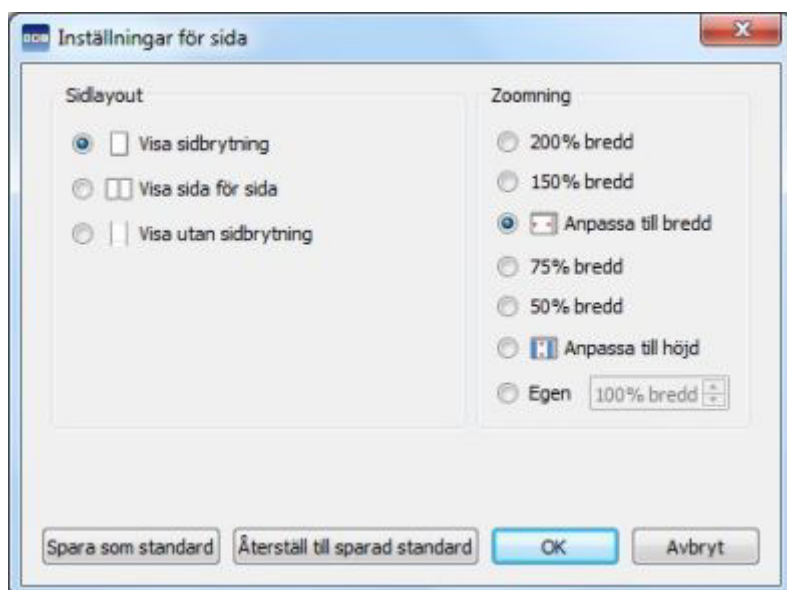 Inställningar för sida
Sidlayout
Visa sidbrytning
Visa sida för sida
Visa utan sidbrytning
Zoomning
200% bredd
150% bredd
Anpassa till bredd
75% bredd
50% bredd
Anpassa till höjd
Egen 100% bredd
Spara som standard Återställ till sparad standard OK Avbryt